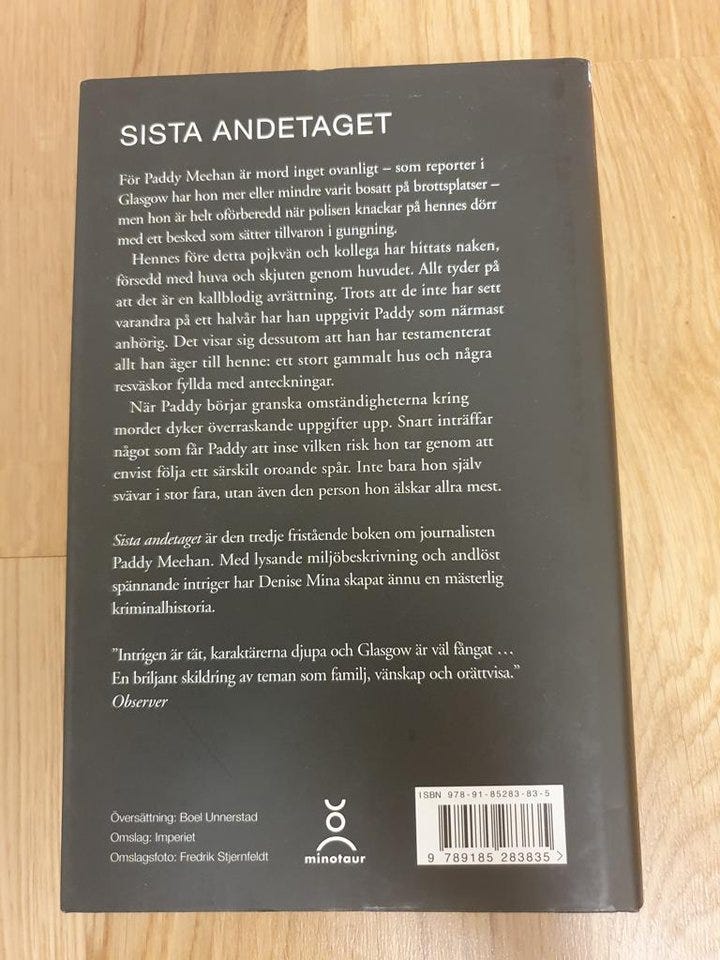 SISTA ANDETAGET
För Paddy Meehan är mord inget ovanligt – som reporter i
Glasgow har hon mer eller mindre varit bosatt på brottsplatser –
men hon är helt oförberedd när polisen knackar på hennes dörr
med ett besked som sätter tillvaron i gungning.
Hennes före detta pojkvän och kollega har hittats naken,
försedd med huva och skjuten genom huvudet. Allt tyder på
att det är en kallblodig avrättning. Trots att de inte har sett
varandra på ett halvår har han uppgivit Paddy som närmast
anhörig. Det visar sig dessutom att han har testamenterat
allt han äger till henne: ett stort gammalt hus och några
resväskor fyllda med anteckningar.
När Paddy börjar granska omständigheterna kring
mordet dyker överraskande uppgifter upp. Snart inträffar
något som får Paddy att inse vilken risk hon tar genom att
envist följa ett särskilt oroande spår. Inte bara hon själv
svävar i stor fara, utan även den person hon älskar allra mest.
Sista andetaget är den tredje fristående boken om journalisten
Paddy Meehan. Med lysande miljöbeskrivning och andlöst
spännande intriger har Denise Mina skapat ännu en mästerlig
kriminalhistoria.
”Intrigen är tät, karaktärerna djupa och Glasgow är väl fångat …
En briljant skildring av teman som familj, vänskap och orättvisa.”
Observer
Översättning: Boel Unnerstad
Omslag: Imperiet
Omslagsfoto: Fredrik Stjernfeldt
minotaur
ISBN 978-91-85283-83-5
9 789185 283835 >